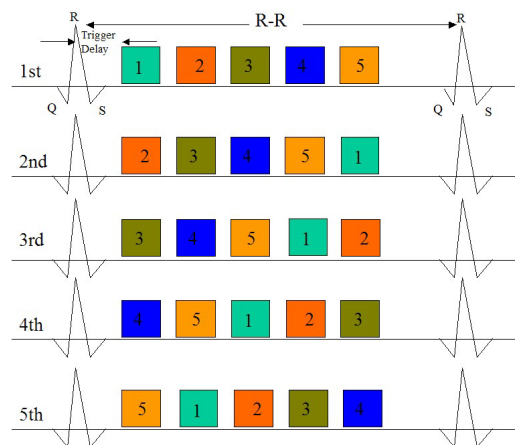 R R-R R
Trigger
Delay
1st 1 2 3 4 5
Q S Q S
2nd 2 3 4 5 1
3rd 3 4 5 1 2
4th 4 5 1 2 3
5th 5 1 2 3 4